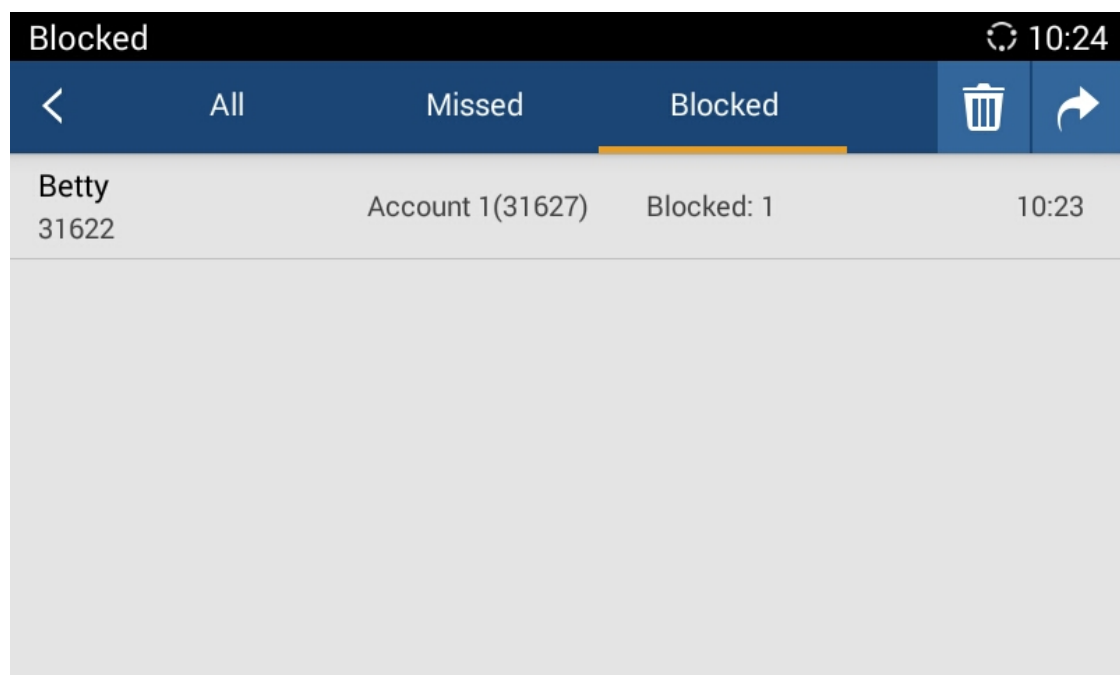 Blocked 10:24
All Missed Blocked
Betty
31622 Account 1(31627) Blocked: 1 10:23